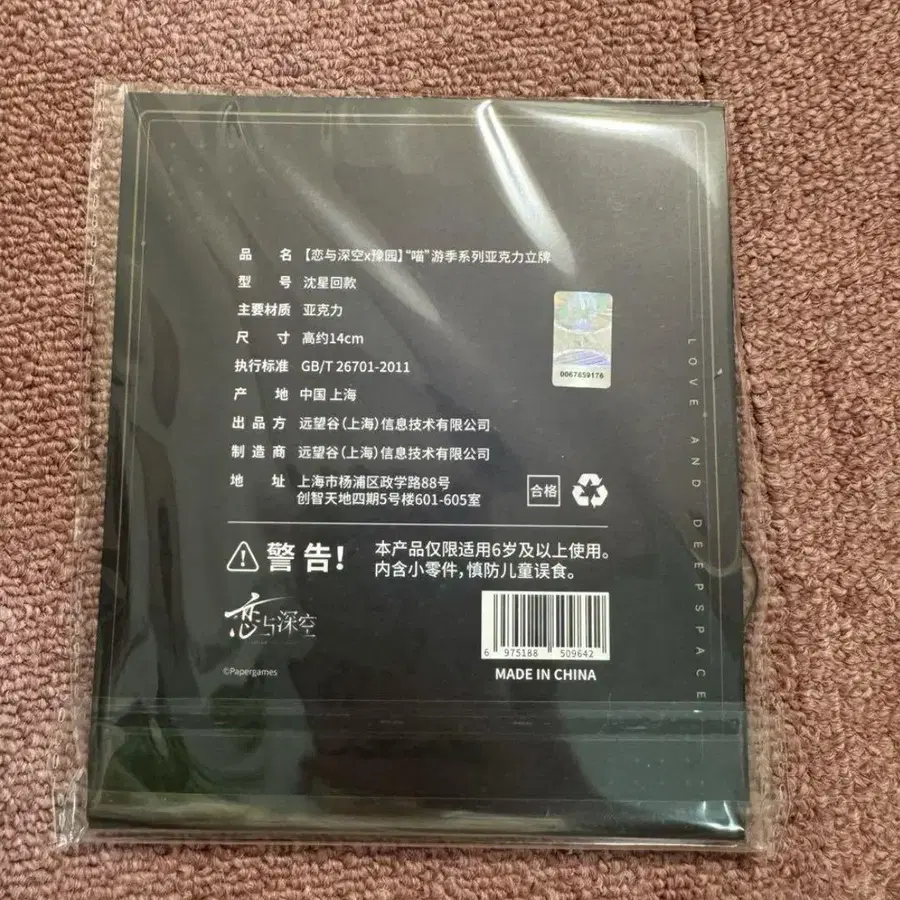 品 名 【恋与深空x豫园】“喵”游季系列亚克力立牌
型 号 沈星回款
主要材质 亚克力
尺 寸 高约14cm
执行标准 GB/T 26701-2011
产 地 中国 上海
出品方 远望谷(上海)信息技术有限公司
制造商 远望谷(上海)信息技术有限公司
地 址 上海市杨浦区政学路88号
创智天地四期5号楼601-605室
0067659176
合格
LOVE AND DEEPSPACE
警告! 本产品仅限适用6岁及以上使用。
内含小零件,慎防儿童误食。
恋与深空
©Papergames
6 975188 509642
MADE IN CHINA